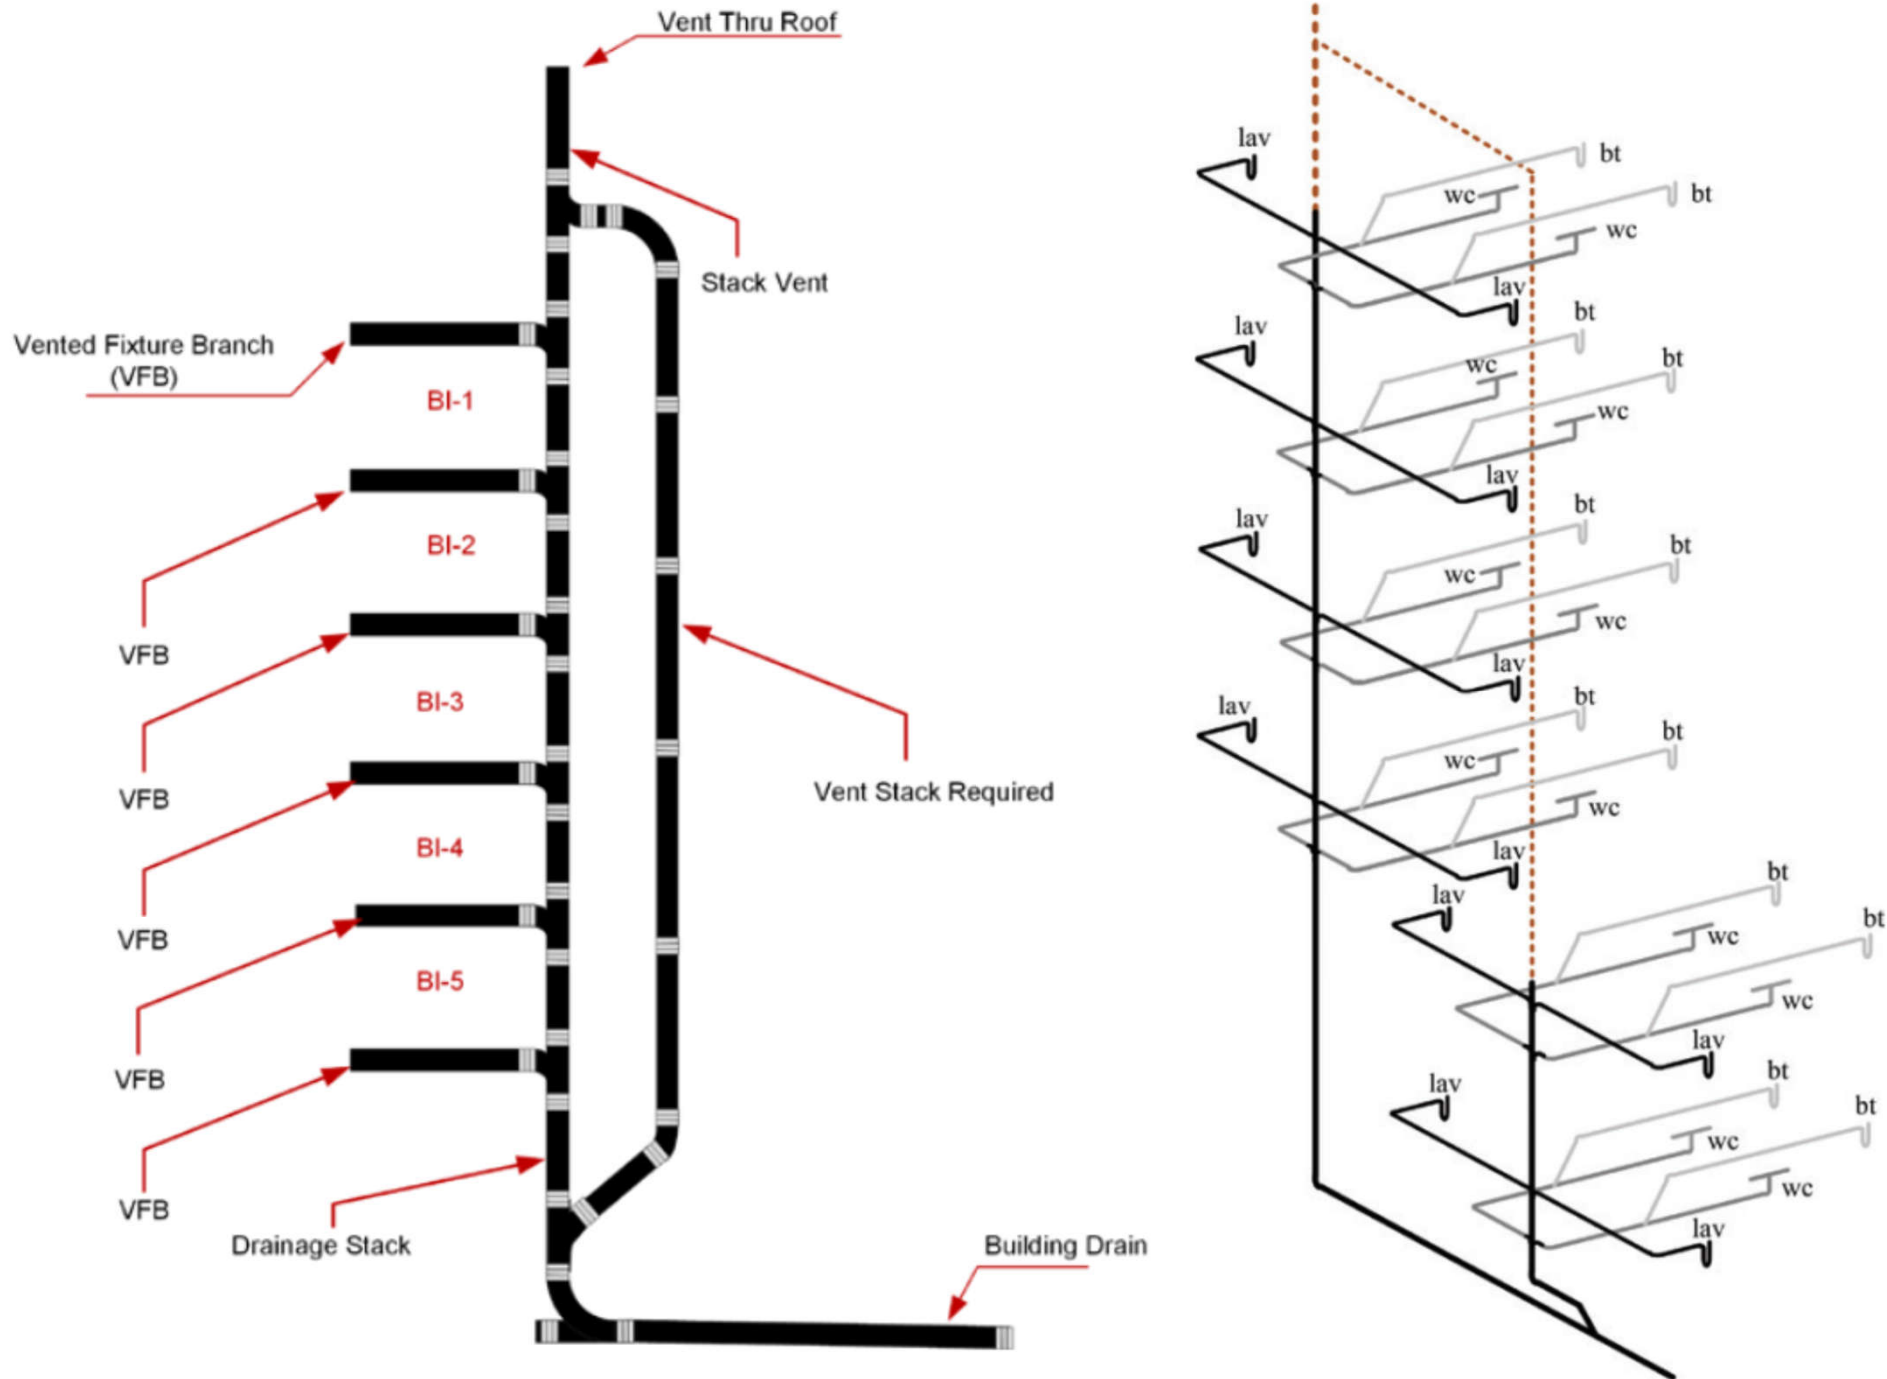 Vent Thru Roof
Stack Vent
Vented Fixture Branch
(VFB)
BI-1
BI-2
VFB
BI-3
VFB
Vent Stack Required
BI-4
VFB
BI-5
VFB
VFB
Drainage Stack
Building Drain
lav
bt
wc
bt
wc
lav
bt
lav
bt
wc
wc
lav
bt
lav
bt
wc
wc
lav
bt
lav
bt
wc
wc
lav
bt
lav
bt
wc
wc
lav
bt
lav
bt
wc
wc
lav